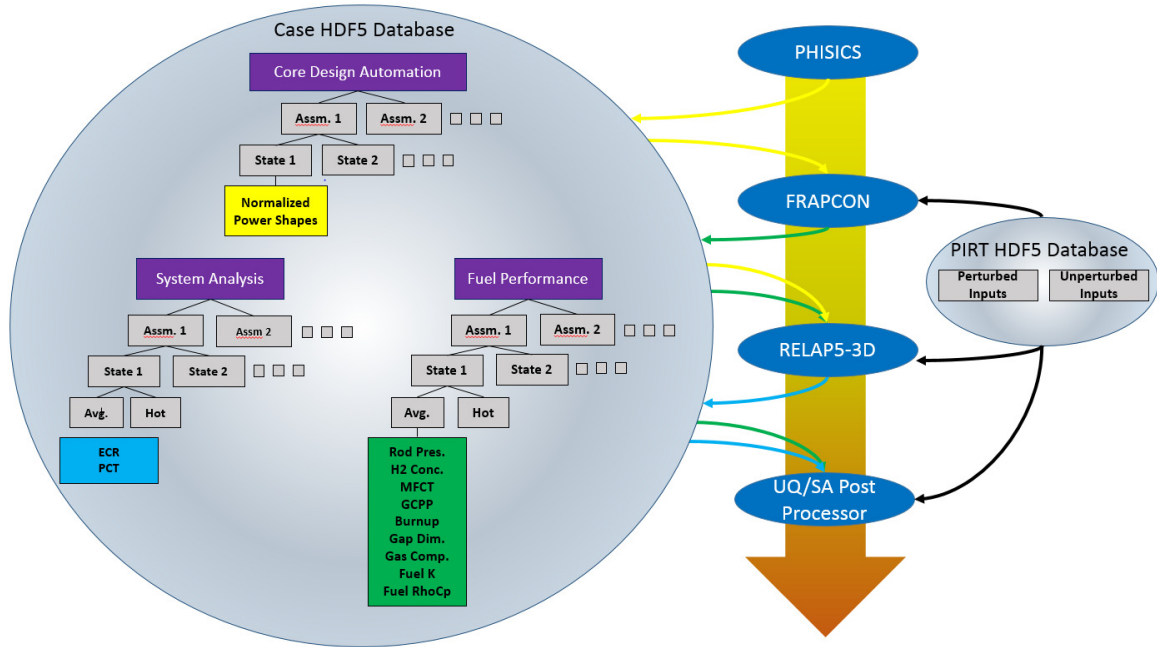 Case HDF5 Database
Core Design Automation
Assm. 1
Assm. 2
State 1
State 2
Normalized
Power Shapes
System Analysis
Assm. 1
Assm 2
State 1
State 2
Avg.
Hot
ECR
PCT
Fuel Performance
Assm. 1
Assm. 2
State 1
State 2
Avg.
Hot
Rod Pres.
H2 Conc.
MFCT
GCPP
Burnup
Gap Dim.
Gas Comp.
Fuel K
Fuel RhoCp
PHISICS
FRAPCON
RELAP5-3D
UQ/SA Post
Processor
PIRT HDF5 Database
Perturbed
Inputs
Unperturbed
Inputs